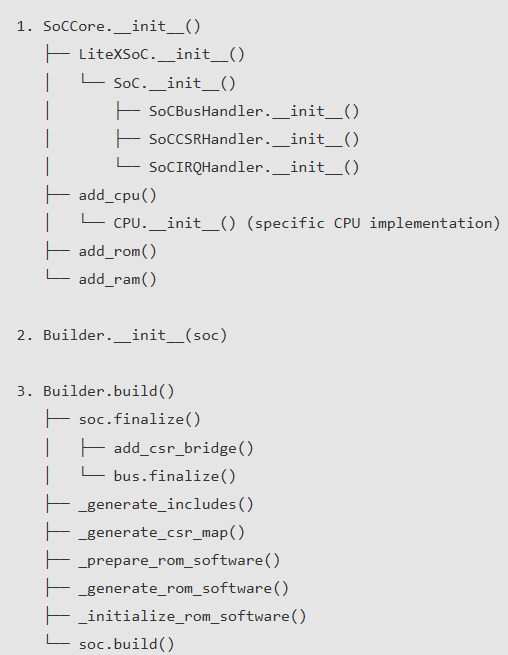 1. SoCCore.__init__()
   ├── LiteXSoC.__init__()
   │   └── SoC.__init__()
   │       ├── SoCBusHandler.__init__()
   │       ├── SoCCSRHandler.__init__()
   │       └── SoCIRQHandler.__init__()
   ├── add_cpu()
   │   └── CPU.__init__() (specific CPU implementation)
   ├── add_rom()
   └── add_ram()

2. Builder.__init__(soc)

3. Builder.build()
   ├── soc.finalize()
   │   ├── add_csr_bridge()
   │   └── bus.finalize()
   ├── _generate_includes()
   ├── _generate_csr_map()
   ├── _prepare_rom_software()
   ├── _generate_rom_software()
   ├── _initialize_rom_software()
   └── soc.build()